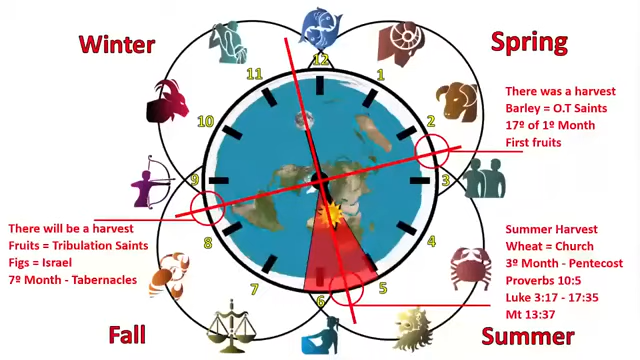 Winter
Spring
12
11
1
There was a harvest
Barley = O.T Saints
17º of 1º Month
First fruits
10
2
9
3
There will be a harvest
Fruits = Tribulation Saints
Figs = Israel
7º Month - Tabernacles
8
4
Summer Harvest
Wheat = Church
3º Month - Pentecost
Proverbs 10:5
Luke 3:17 - 17:35
Mt 13:37
7
6
5
Fall
Summer